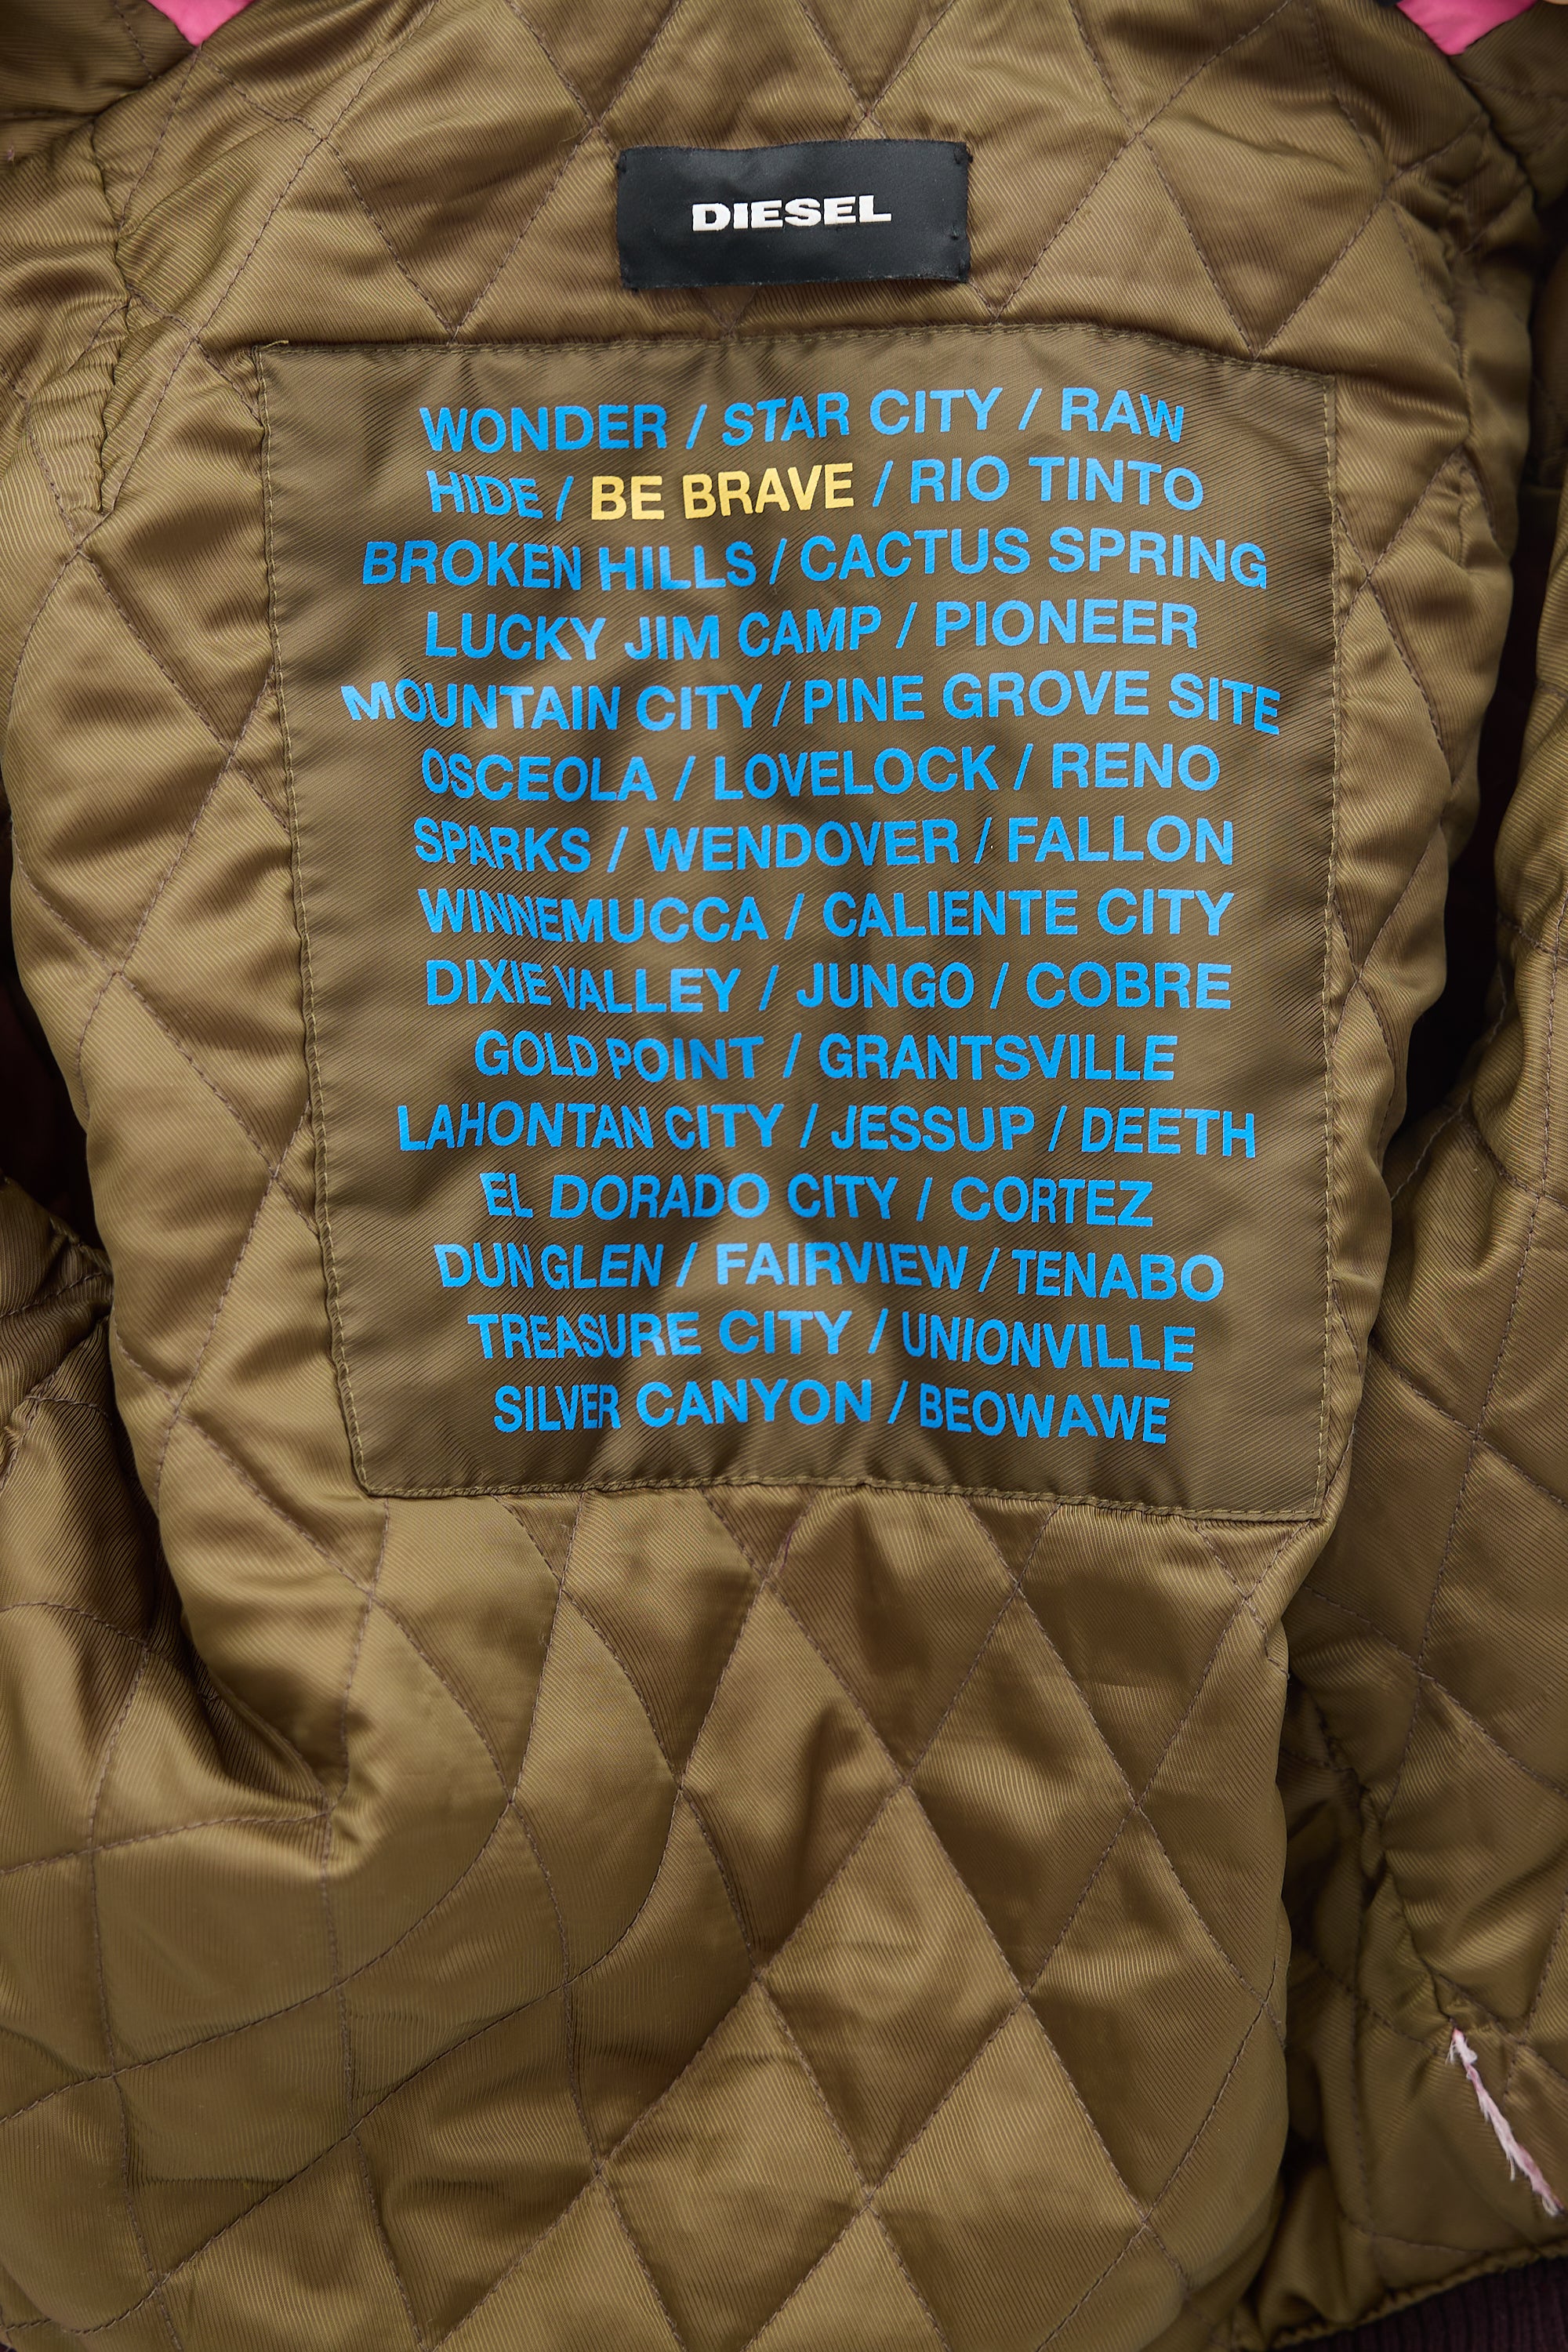 DIESEL
WONDER / STAR CITY / RAW
HIDE / BE BRAVE / RIO TINTO
BROKEN HILLS / CACTUS SPRING
LUCKY JIM CAMP / PIONEER
MOUNTAIN CITY / PINE GROVE SITE
OSCEOLA / LOVELOCK / RENO
SPARKS / WENDOVER / FALLON
WINNEMUCCA / CALIENTE CITY
DIXIE VALLEY / JUNGO / COBRE
GOLD POINT / GRANTSVILLE
LAHONTAN CITY / JESSUP / DEETH
EL DORADO CITY / CORTEZ
DUN GLEN / FAIRVIEW / TENABO
TREASURE CITY / UNIONVILLE
SILVER CANYON / BEOWAWE